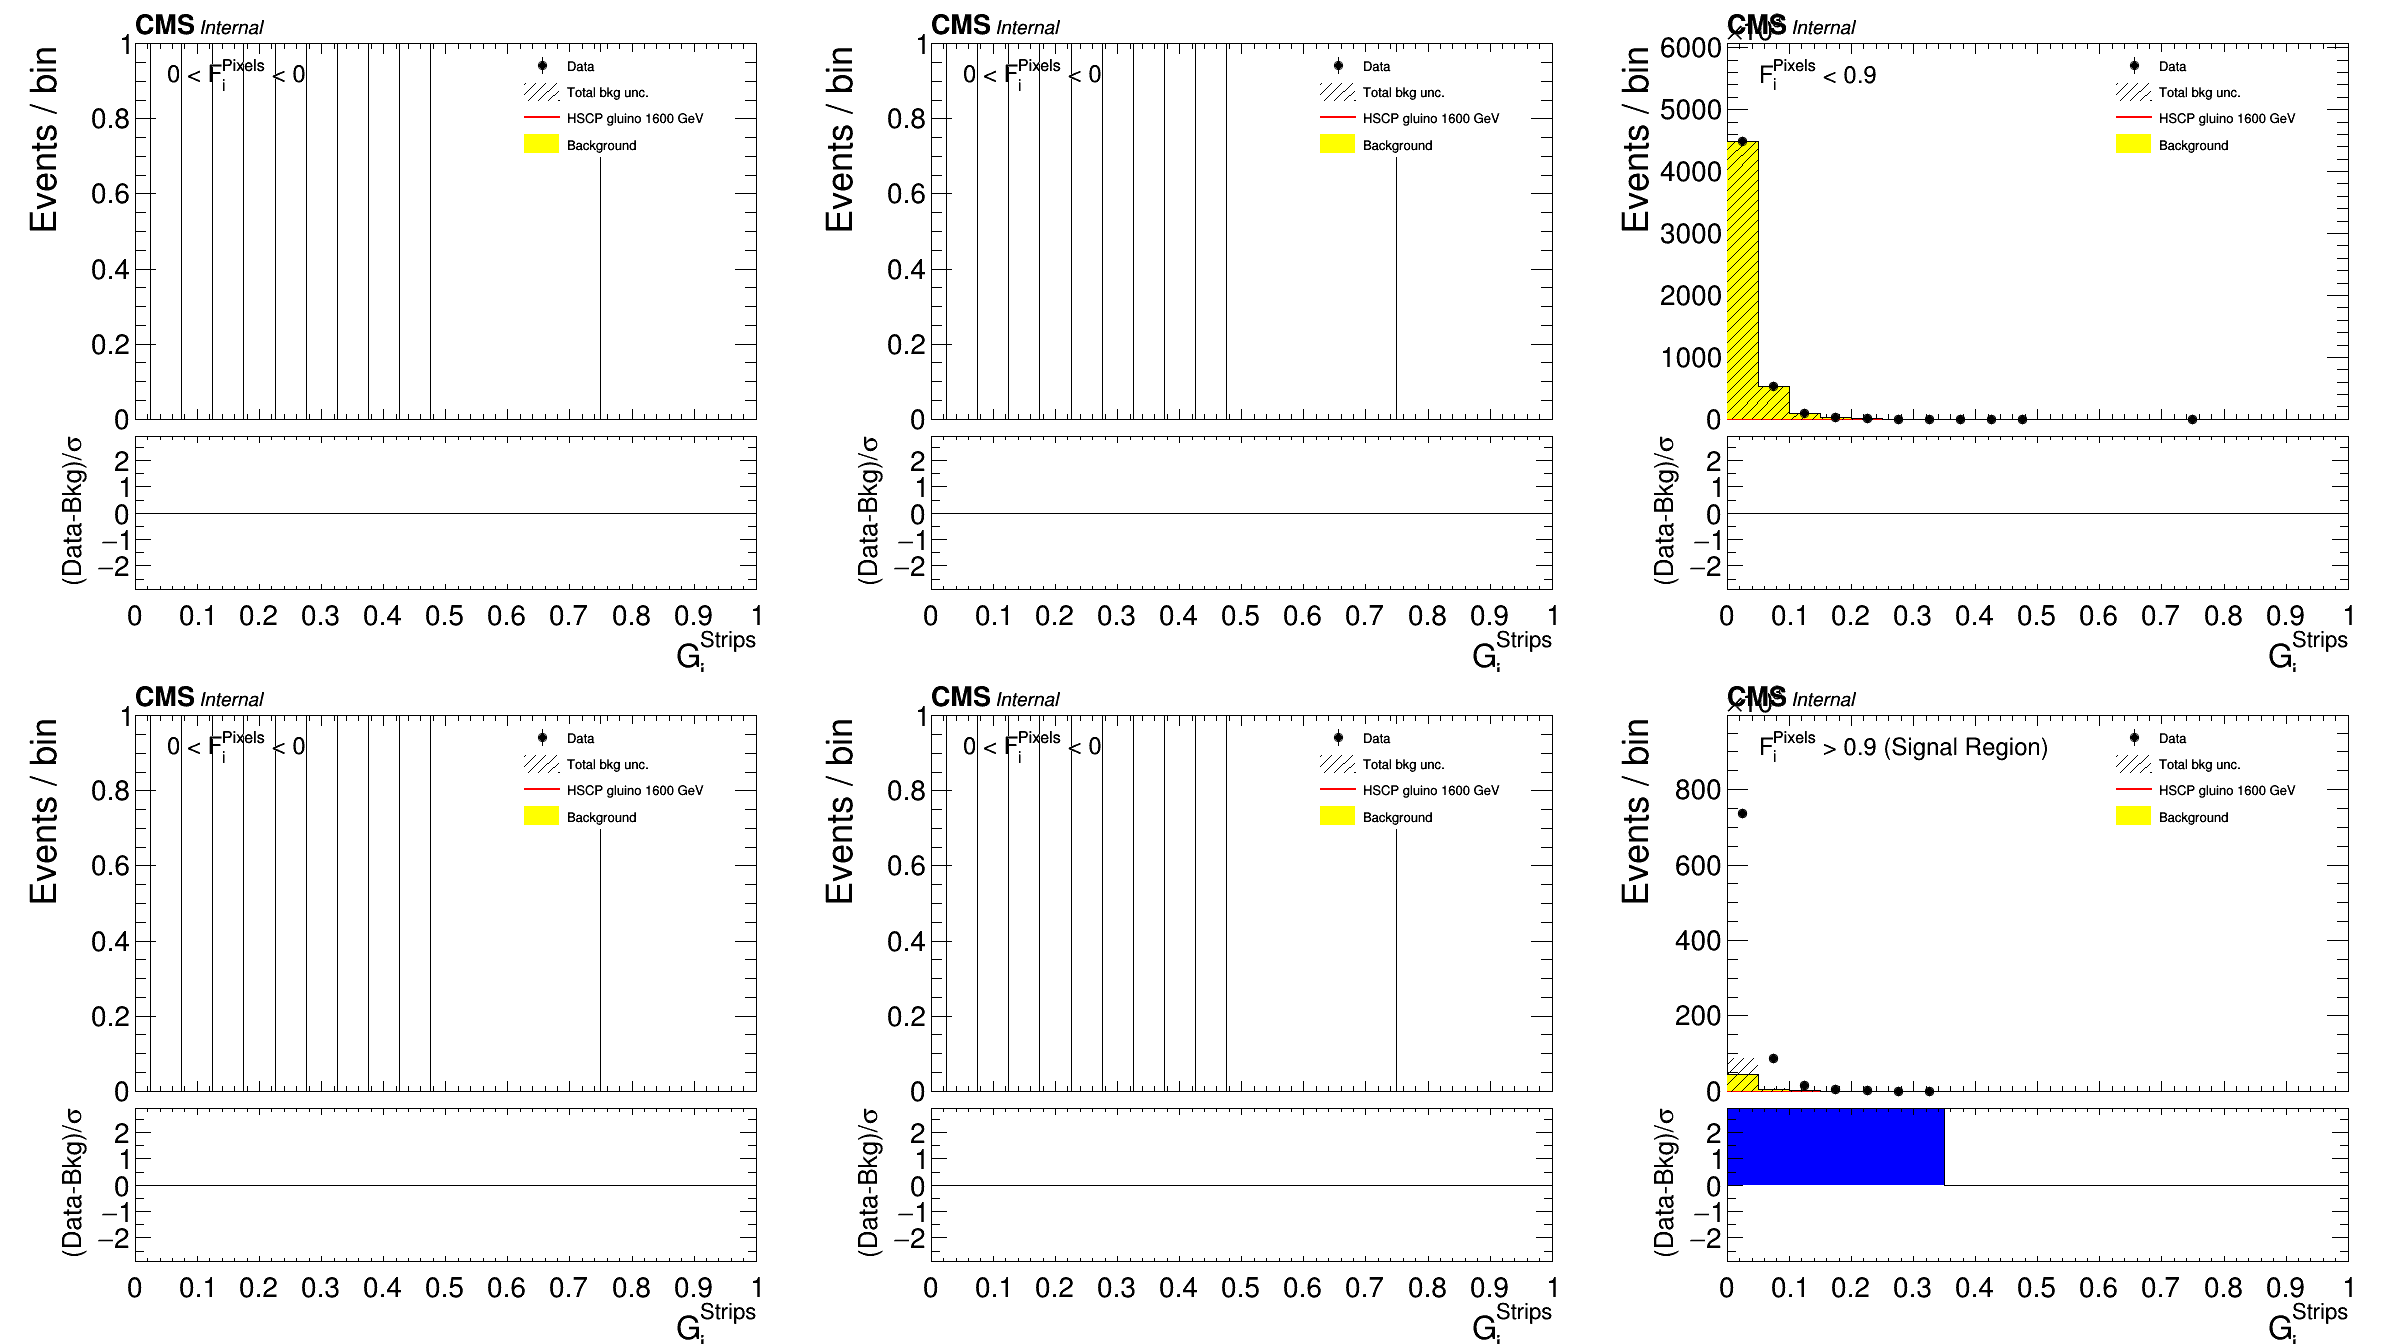 CMS Internal
Events / bin
0 < F_i^Pixels < 0
Data
Total bkg unc.
HSCP gluino 1600 GeV
Background
1
0.8
0.6
0.4
0.2
0
(Data-Bkg)/σ
2
1
0
−1
−2
0 0.1 0.2 0.3 0.4 0.5 0.6 0.7 0.8 0.9 1
G_i^Strips
CMS Internal
Events / bin
0 < F_i^Pixels < 0
Data
Total bkg unc.
HSCP gluino 1600 GeV
Background
1
0.8
0.6
0.4
0.2
0
(Data-Bkg)/σ
2
1
0
−1
−2
0 0.1 0.2 0.3 0.4 0.5 0.6 0.7 0.8 0.9 1
G_i^Strips
CMS Internal
Events / bin
F_i^Pixels < 0.9
Data
Total bkg unc.
HSCP gluino 1600 GeV
Background
6000
5000
4000
3000
2000
1000
0
(Data-Bkg)/σ
2
1
0
−1
−2
0 0.1 0.2 0.3 0.4 0.5 0.6 0.7 0.8 0.9 1
G_i^Strips
CMS Internal
Events / bin
0 < F_i^Pixels < 0
Data
Total bkg unc.
HSCP gluino 1600 GeV
Background
1
0.8
0.6
0.4
0.2
0
(Data-Bkg)/σ
2
1
0
−1
−2
0 0.1 0.2 0.3 0.4 0.5 0.6 0.7 0.8 0.9 1
G_i^Strips
CMS Internal
Events / bin
0 < F_i^Pixels < 0
Data
Total bkg unc.
HSCP gluino 1600 GeV
Background
1
0.8
0.6
0.4
0.2
0
(Data-Bkg)/σ
2
1
0
−1
−2
0 0.1 0.2 0.3 0.4 0.5 0.6 0.7 0.8 0.9 1
G_i^Strips
CMS Internal
Events / bin
F_i^Pixels > 0.9 (Signal Region)
Data
Total bkg unc.
HSCP gluino 1600 GeV
Background
800
600
400
200
0
(Data-Bkg)/σ
2
1
0
−1
−2
0 0.1 0.2 0.3 0.4 0.5 0.6 0.7 0.8 0.9 1
G_i^Strips